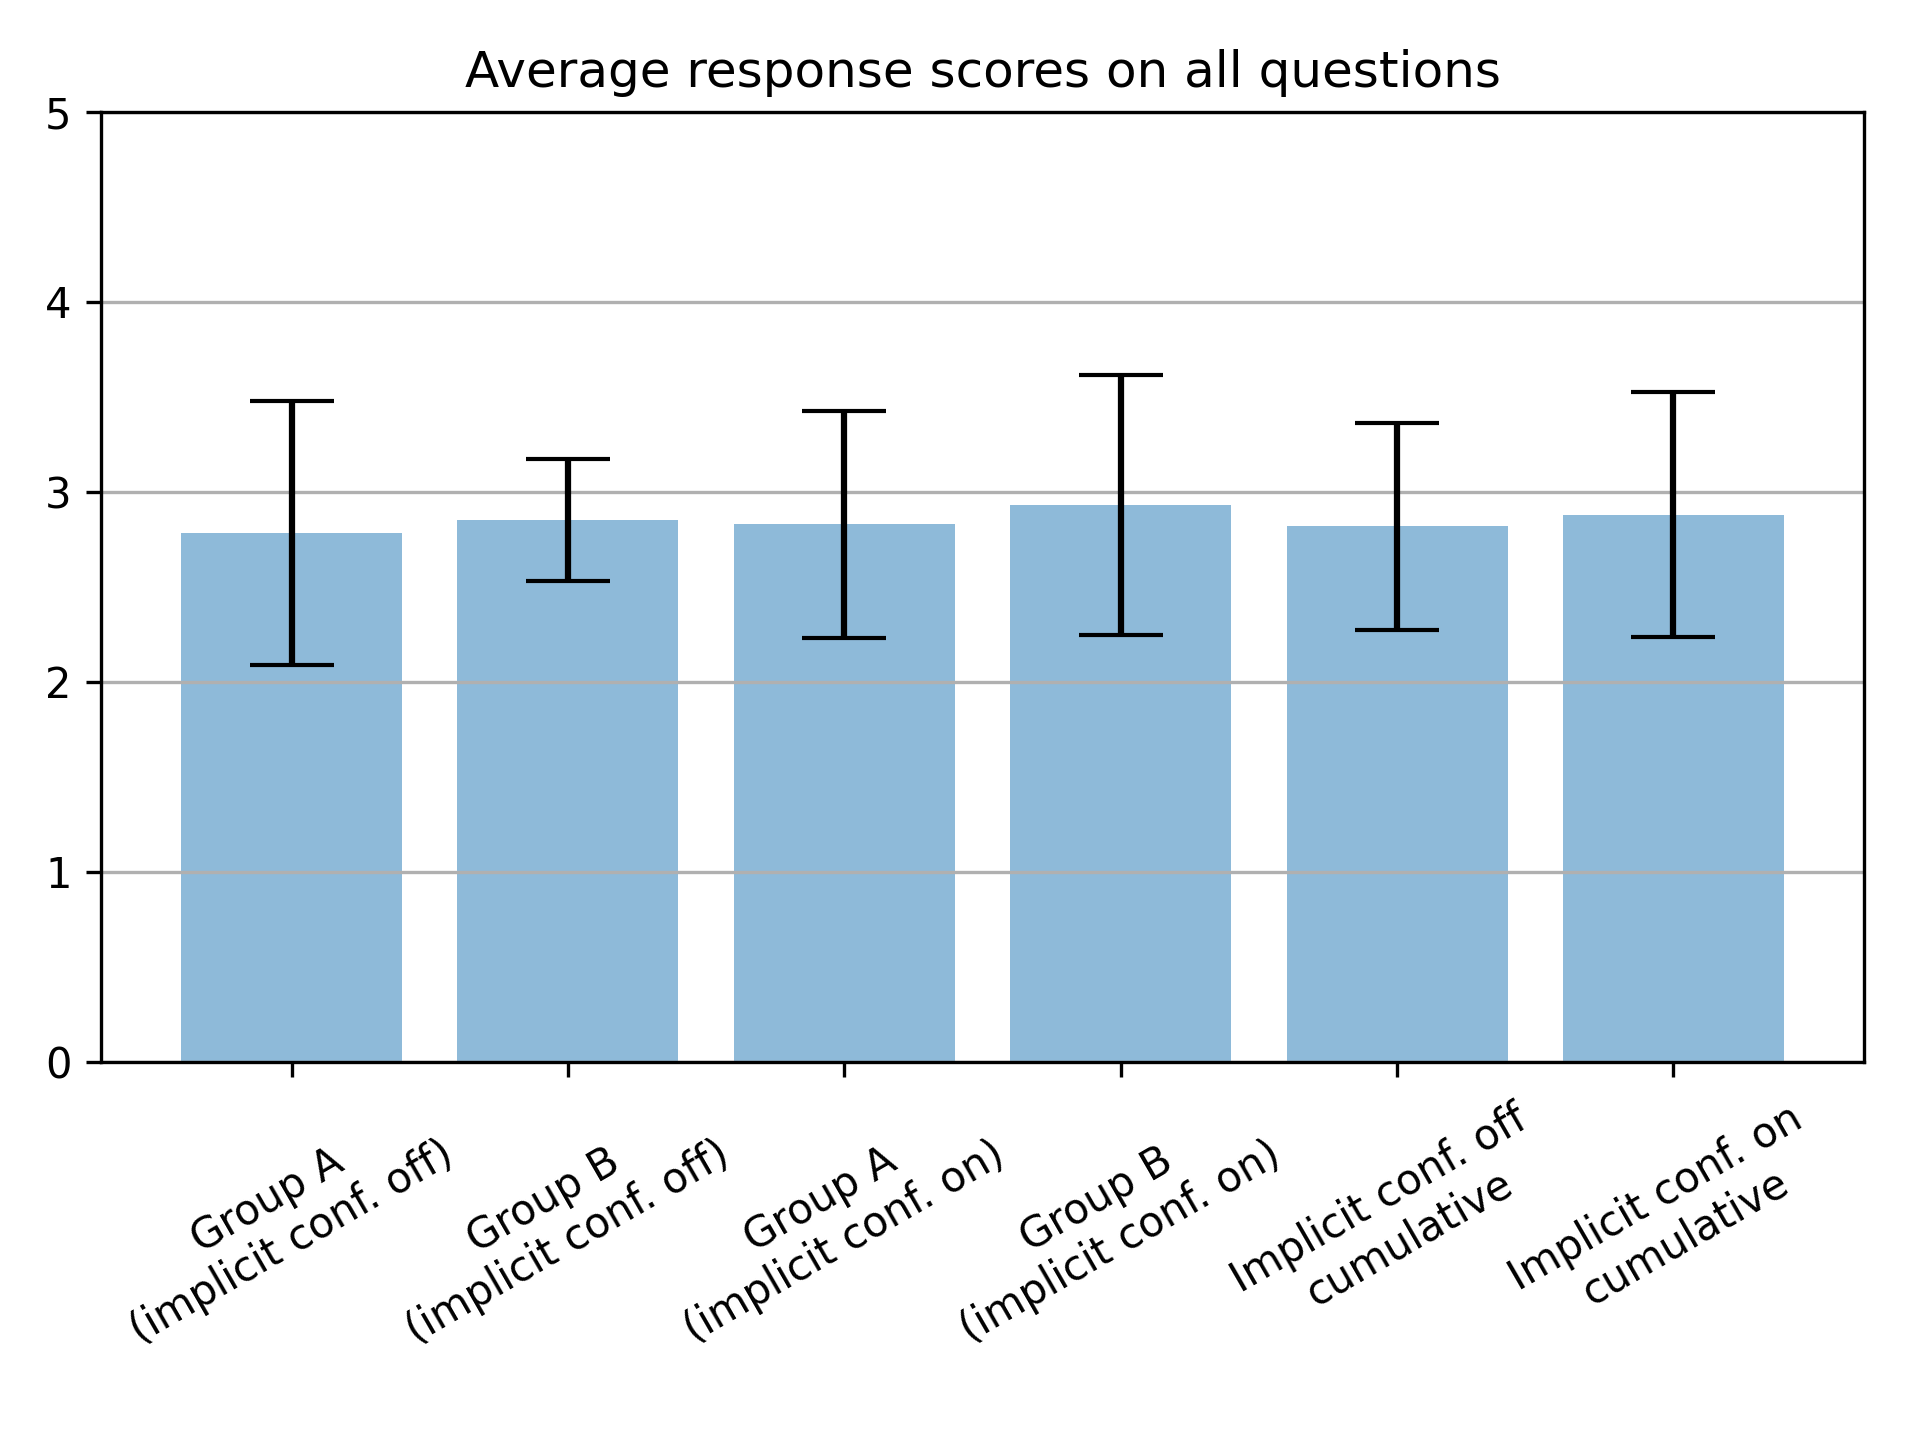 Average response scores on all questions
5
4
3
2
1
0
Group A
(implicit conf. off)
Group B
(implicit conf. off)
Group A
(implicit conf. on)
Group B
(implicit conf. on)
Implicit conf. off
cumulative
Implicit conf. on
cumulative